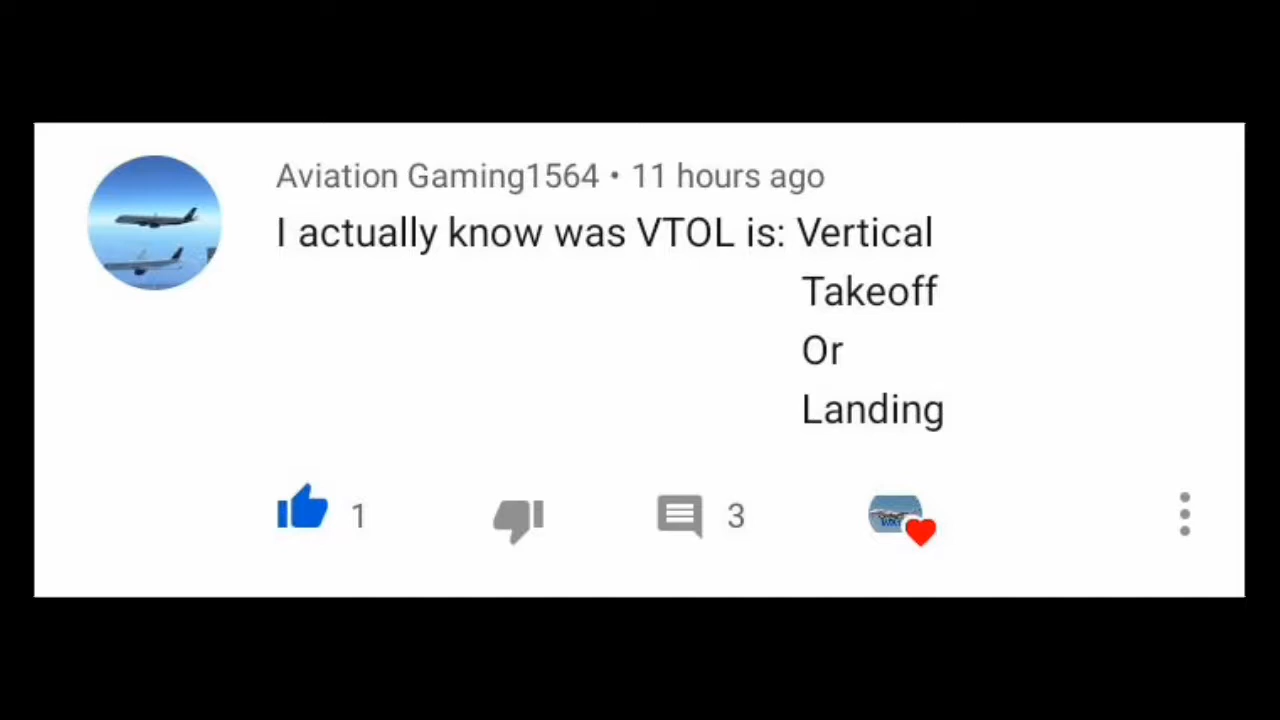 Aviation Gaming1564 • 11 hours ago
I actually know was VTOL is: Vertical
Takeoff
Or
Landing
1 3